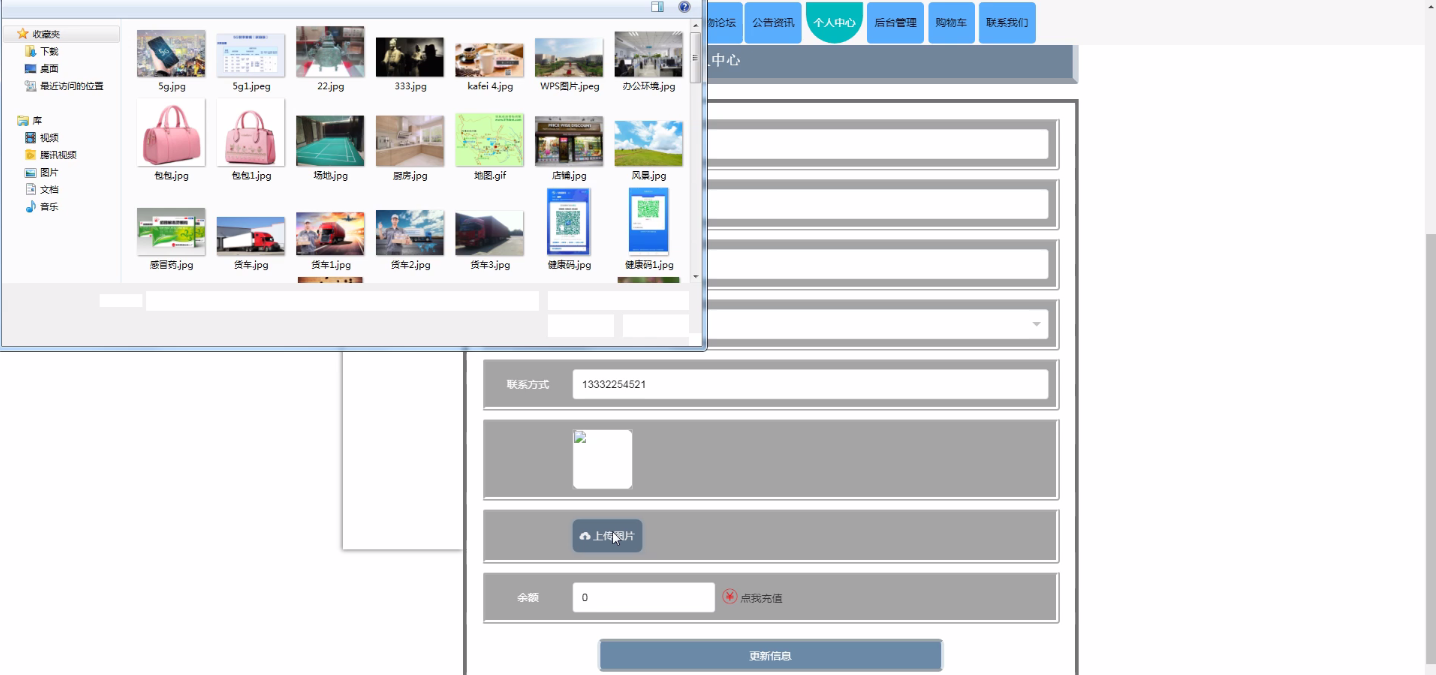 物论坛
公告资讯
个人中心
后台管理
购物车
联系我们
人中心
收藏夹
下载
桌面
最近访问的位置
库
视频
腾讯视频
图片
文档
音乐
5g.jpg
5g1.jpeg
22.jpg
333.jpg
kafei 4.jpg
WPS图片.jpeg
办公环境.jpg
包包.jpg
包包1.jpg
场地.jpg
厨房.jpg
地图.gif
店铺.jpg
风景.jpg
感冒药.jpg
货车.jpg
货车1.jpg
货车2.jpg
货车3.jpg
健康码.jpg
健康码1.jpg
联系方式 13332254521
上传图片
余额 0 点我充值
更新信息